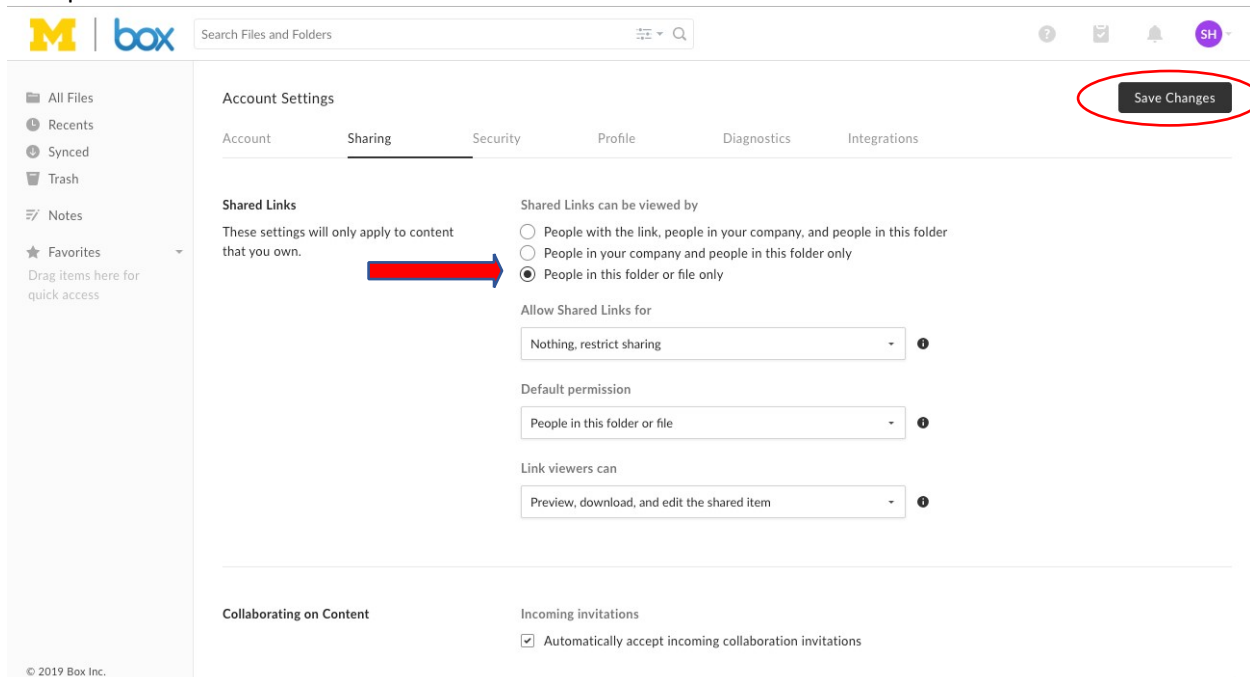 M box
Search Files and Folders
SH
All Files
Recents
Synced
Trash
Notes
Favorites
Drag items here for
quick access
© 2019 Box Inc.
Account Settings
Save Changes
Account Sharing Security Profile Diagnostics Integrations
Shared Links
These settings will only apply to content
that you own.
Shared Links can be viewed by
People with the link, people in your company, and people in this folder
People in your company and people in this folder only
People in this folder or file only
Allow Shared Links for
Nothing, restrict sharing
Default permission
People in this folder or file
Link viewers can
Preview, download, and edit the shared item
Collaborating on Content
Incoming invitations
Automatically accept incoming collaboration invitations